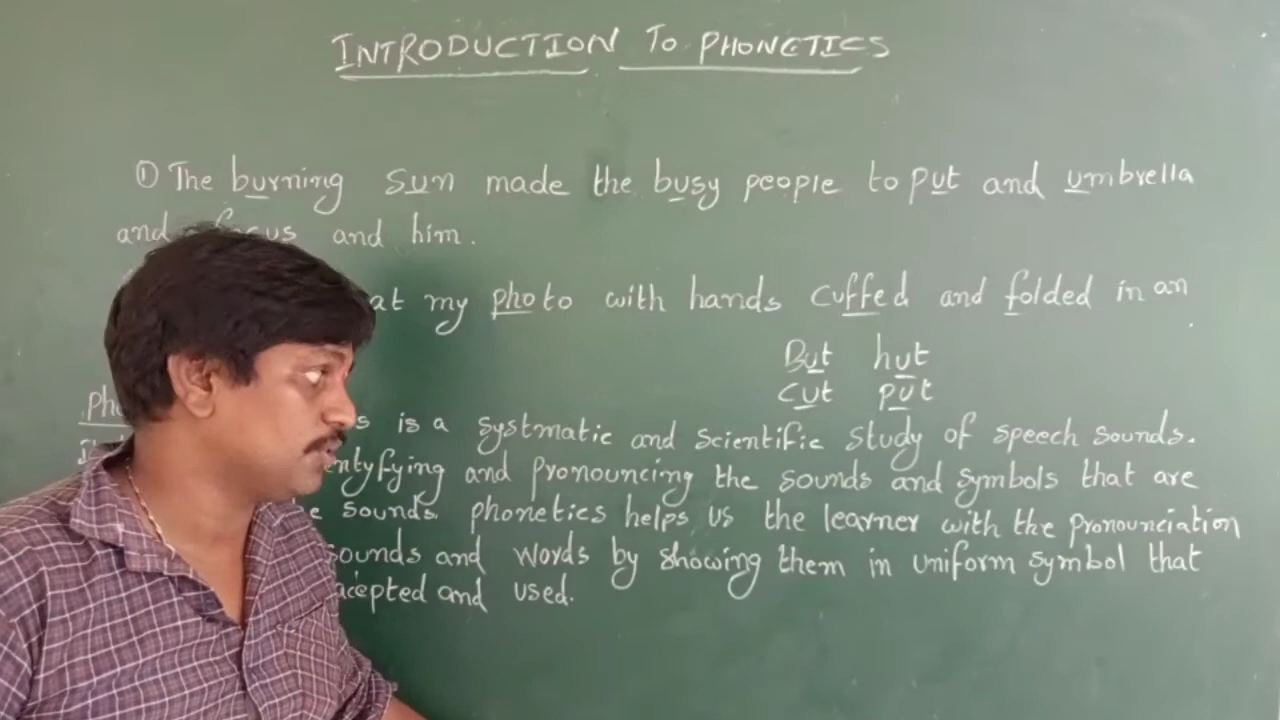 INTRODUCTION To PHONETICS
① The burning sun made the busy people to put and umbrella
and focus and him.
at my photo with hands cuffed and folded in an
But hut
cut put
is a systmatic and scientific study of speech sounds.
and pronouncing the sounds and symbols that are
sounds. phonetics helps us the learner with the pronounciation
sounds and words by showing them in uniform symbol that
and used.